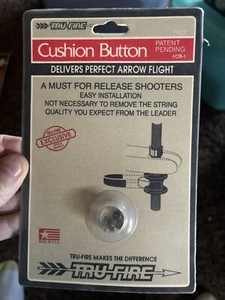 TRU-FIRE
Cushion Button
PATENT
PENDING
#CB-1
DELIVERS PERFECT ARROW FLIGHT
A MUST FOR RELEASE SHOOTERS
EASY INSTALLATION
NOT NECESSARY TO REMOVE THE STRING
QUALITY YOU EXPECT FROM THE LEADER
TRU-FIRE
EXCLUSIVE
TRU-FIRE MAKES THE DIFFERENCE
TRU-FIRE